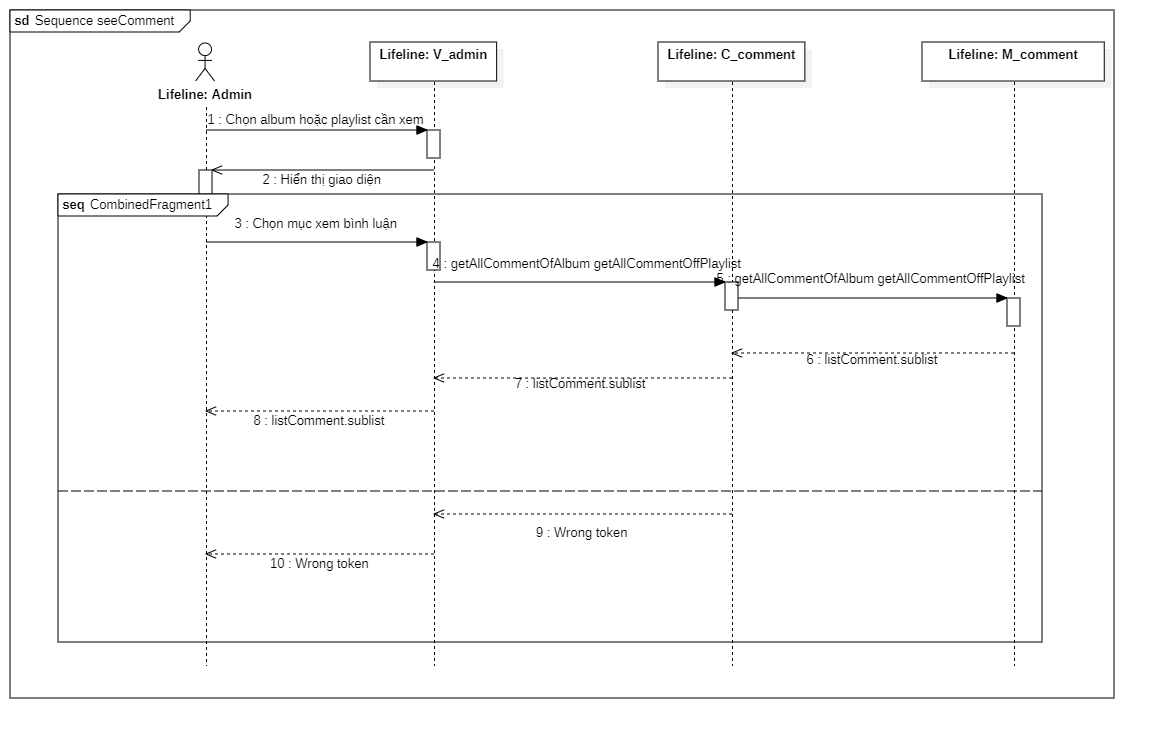 sd Sequence seeComment
Lifeline: Admin
Lifeline: V_admin
Lifeline: C_comment
Lifeline: M_comment
1 : Chọn album hoặc playlist cần xem
2 : Hiển thị giao diện
seq CombinedFragment1
3 : Chọn mục xem bình luận
4 : getAllCommentOfAlbum getAllCommentOffPlaylist
5 : getAllCommentOfAlbum getAllCommentOffPlaylist
6 : listComment.sublist
7 : listComment.sublist
8 : listComment.sublist
9 : Wrong token
10 : Wrong token